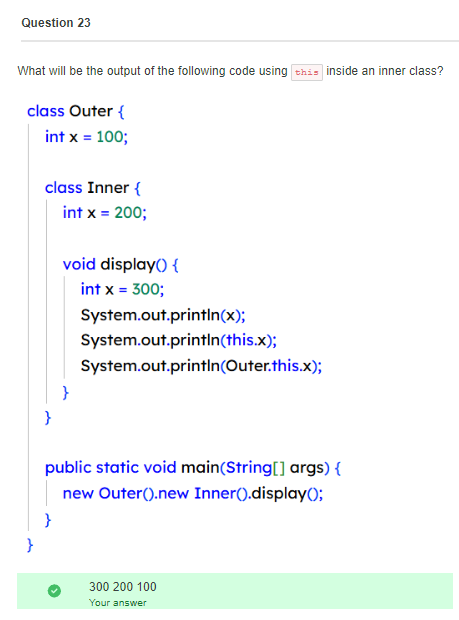 Question 23
What will be the output of the following code using this inside an inner class?
class Outer {
int x = 100;
class Inner {
int x = 200;
void display() {
int x = 300;
System.out.println(x);
System.out.println(this.x);
System.out.println(Outer.this.x);
}
}
public static void main(String[] args) {
new Outer().new Inner().display();
}
}
300 200 100
Your answer